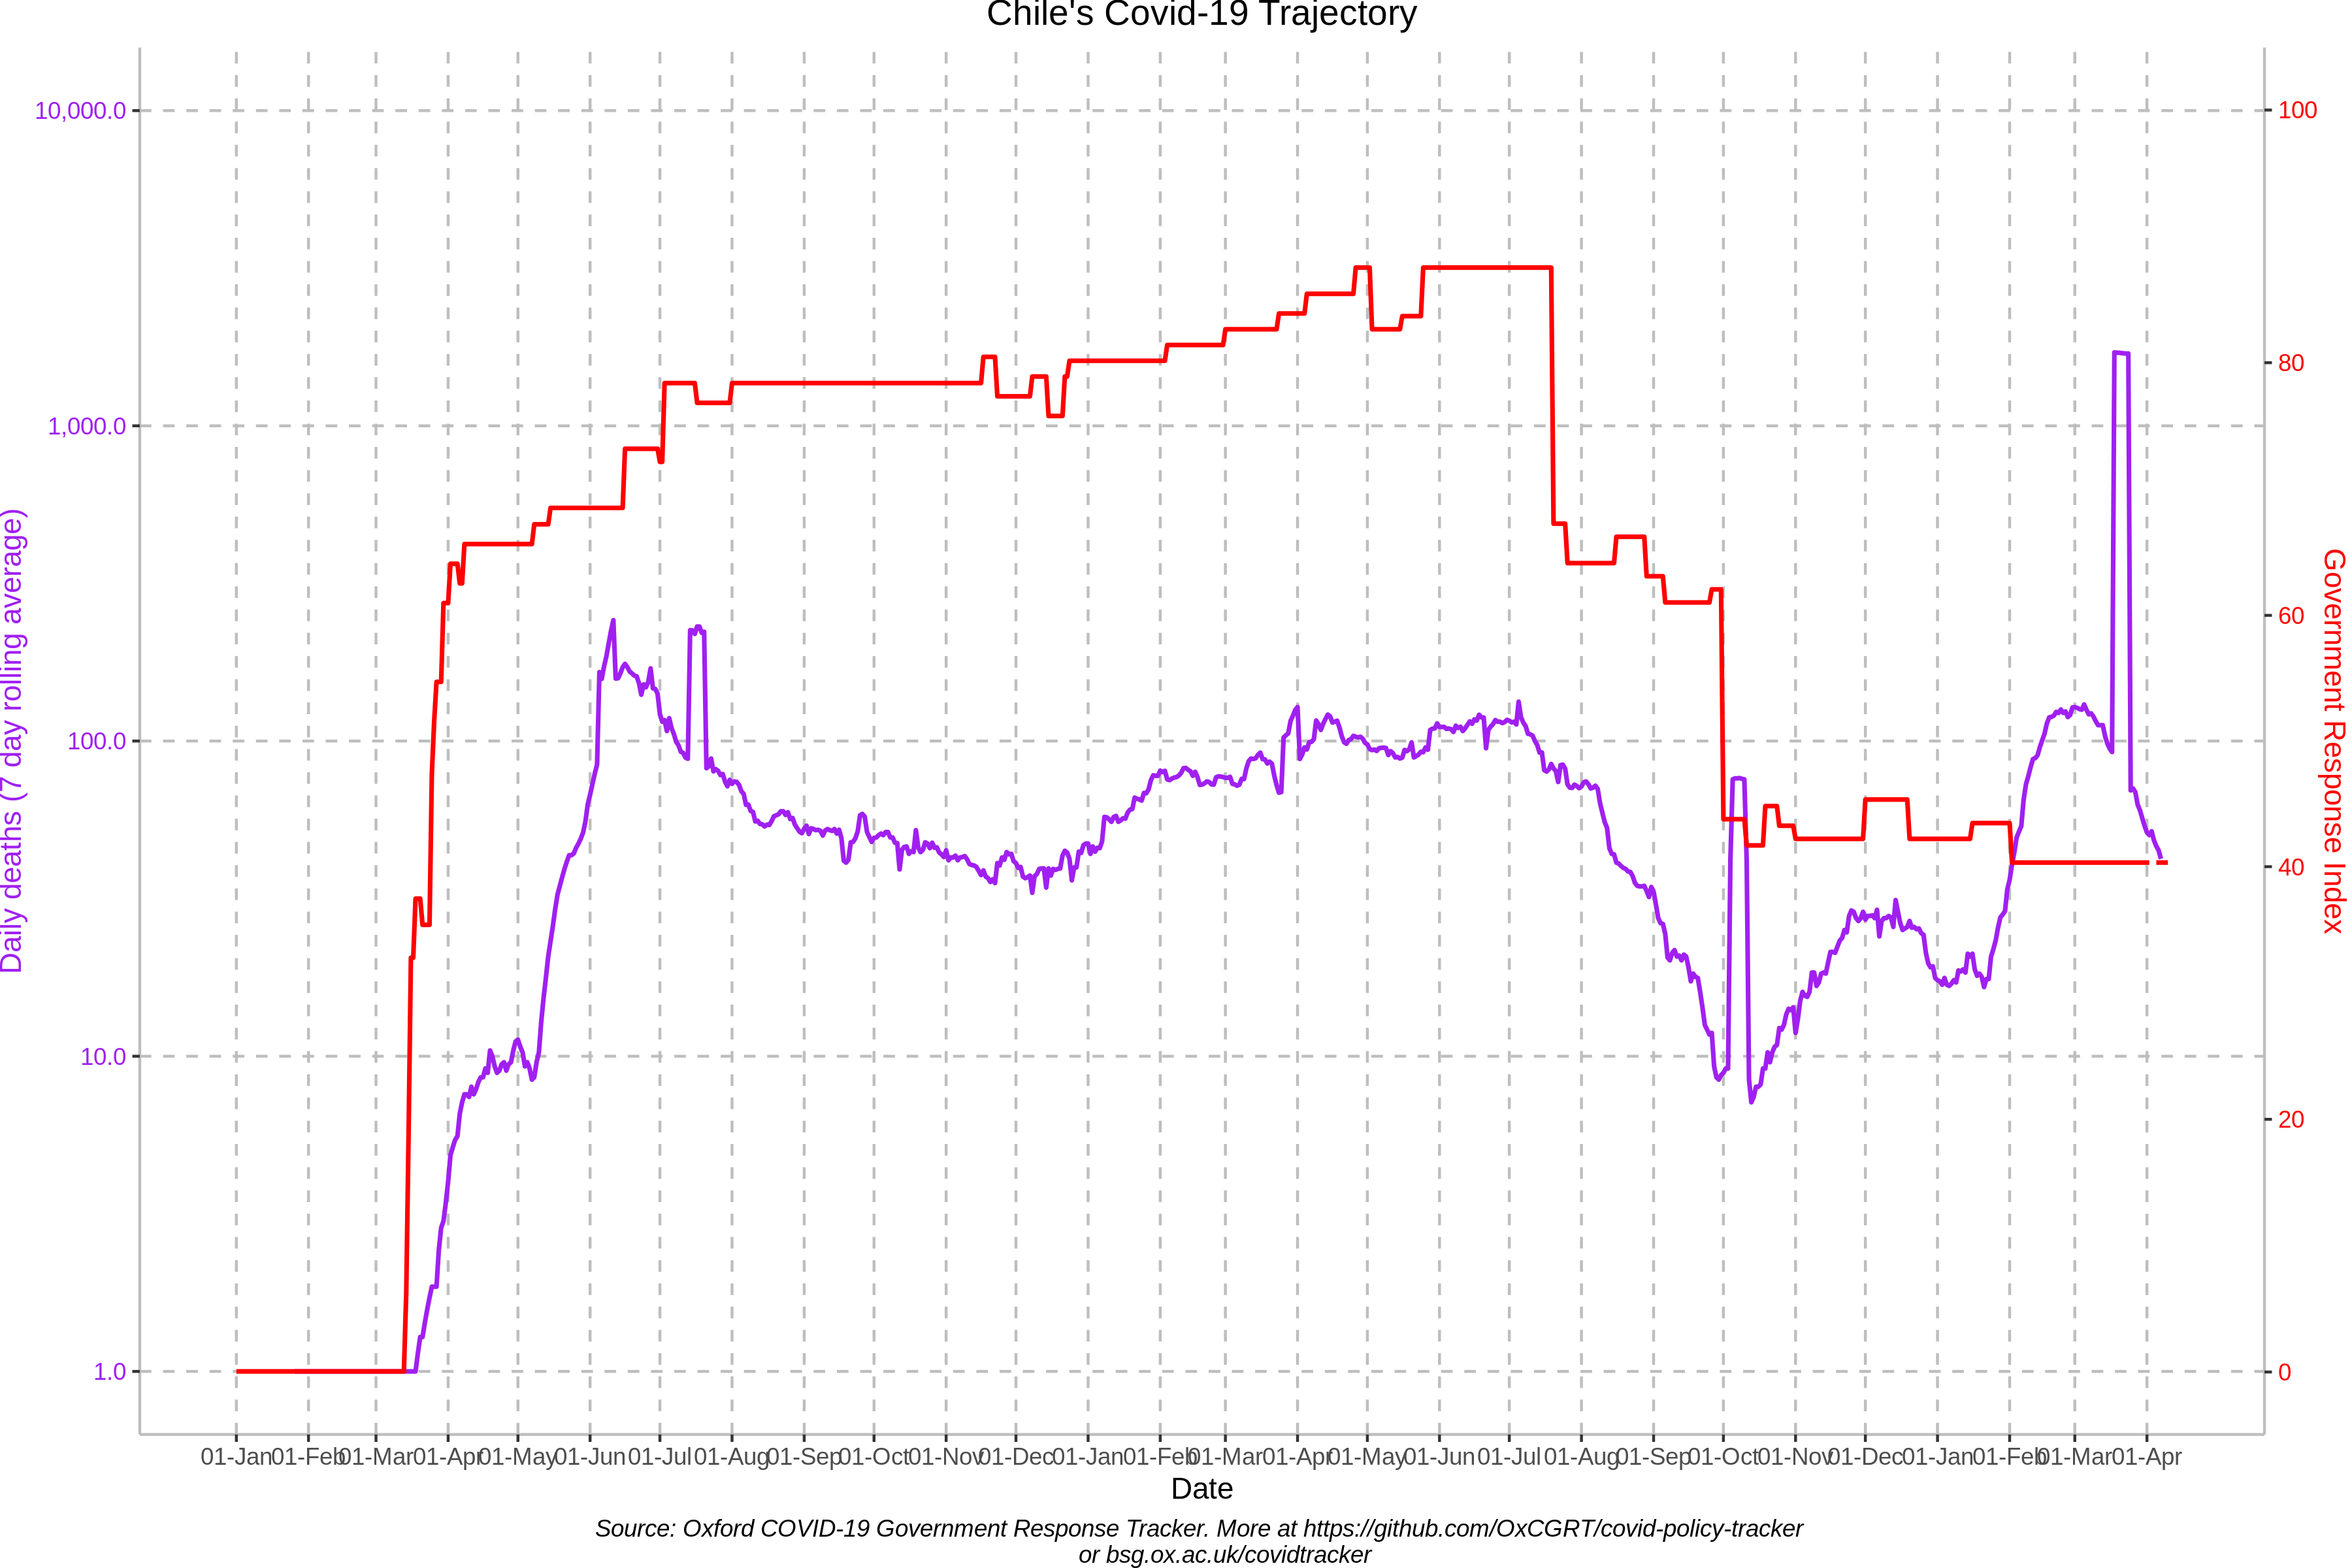 Chile's Covid-19 Trajectory
10,000.0
1,000.0
100.0
10.0
1.0
Daily deaths (7 day rolling average)
100
80
60
40
20
0
Government Response Index
01-Jan 01-Feb 01-Mar 01-Apr 01-May 01-Jun 01-Jul 01-Aug 01-Sep 01-Oct 01-Nov 01-Dec 01-Jan 01-Feb 01-Mar 01-Apr 01-May 01-Jun 01-Jul 01-Aug 01-Sep 01-Oct 01-Nov 01-Dec 01-Jan 01-Feb 01-Mar 01-Apr
Date
Source: Oxford COVID-19 Government Response Tracker. More at https://github.com/OxCGRT/covid-policy-tracker
or bsg.ox.ac.uk/covidtracker